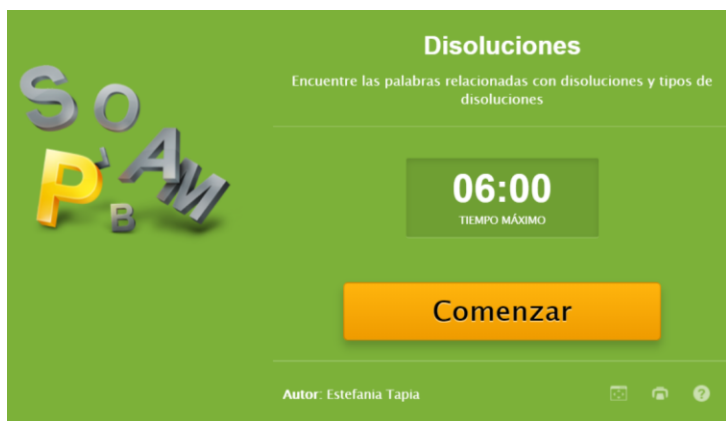 S O P L A M B
Disoluciones
Encuentre las palabras relacionadas con disoluciones y tipos de
disoluciones
06:00
TIEMPO MÁXIMO
Comenzar
Autor: Estefania Tapia
?